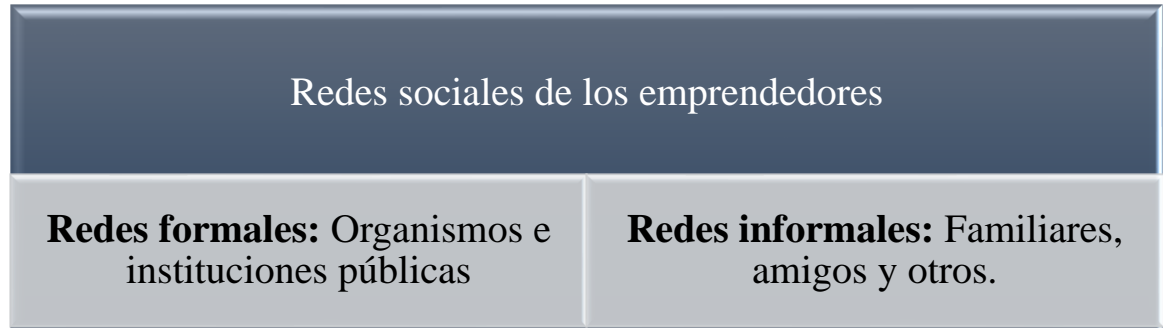 Redes sociales de los emprendedores
Redes formales: Organismos e
instituciones públicas
Redes informales: Familiares,
amigos y otros.